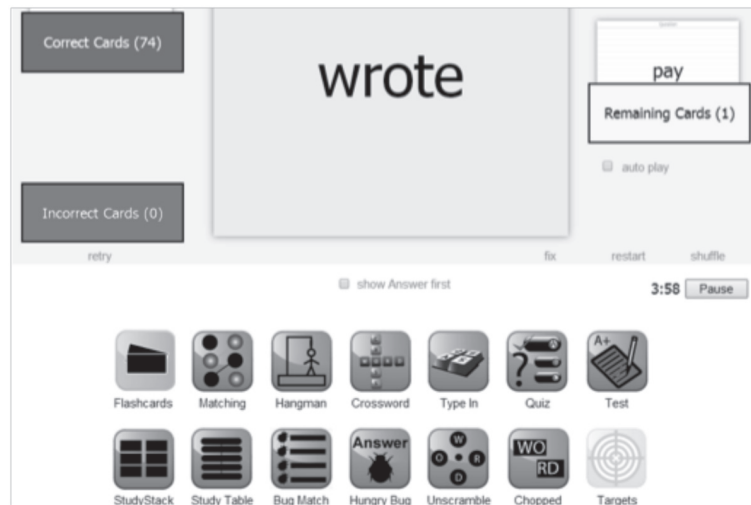 Correct Cards (74)
wrote
pay
Remaining Cards (1)
auto play
Incorrect Cards (0)
retry
fix restart shuffle
show Answer first
3:58 Pause
Flashcards Matching Hangman Crossword Type In Quiz Test
A+
Answer
W O R D
WO
RD
StudyStack Study Table Bug Match Hungry Bug Unscramble Chopped Targets